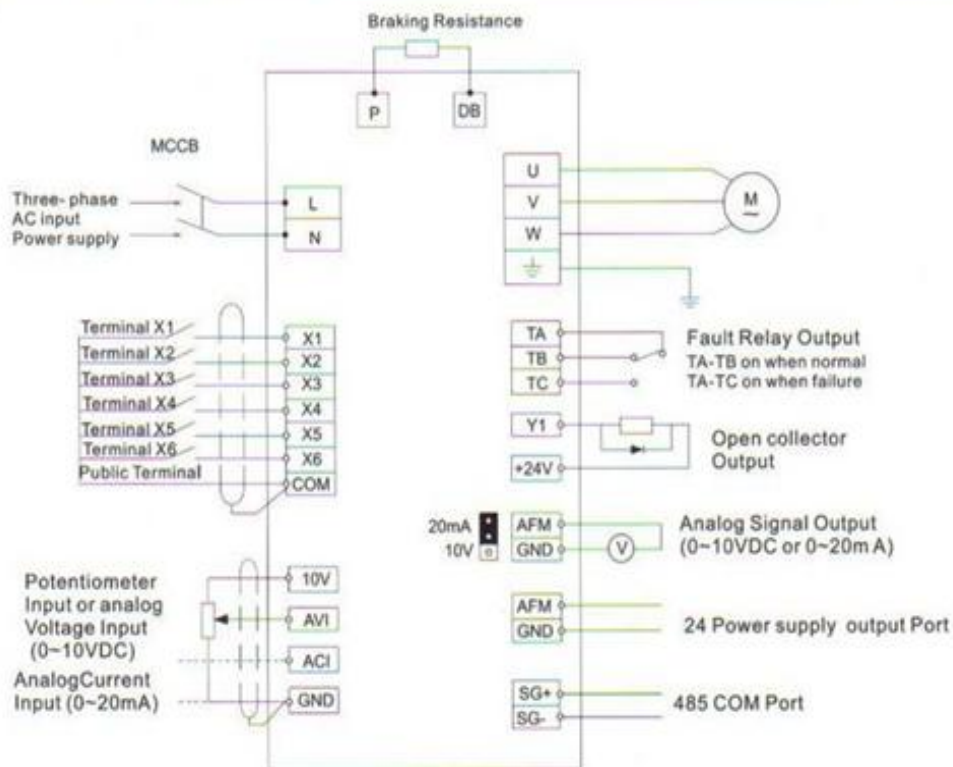 Braking Resistance
P
DB
MCCB
Three- phase
AC input
Power supply
L
N
U
V
W
M
~
Terminal X1
Terminal X2
Terminal X3
Terminal X4
Terminal X5
Terminal X6
Public Terminal
X1
X2
X3
X4
X5
X6
COM
TA
TB
TC
Fault Relay Output
TA-TB on when normal
TA-TC on when failure
Y1
+24V
Open collector
Output
20mA
10V
AFM
GND
V
Analog Signal Output
(0~10VDC or 0~20m A)
Potentiometer
Input or analog
Voltage Input
(0~10VDC)
AnalogCurrent
Input (0~20mA)
10V
AVI
ACI
GND
AFM
GND
24 Power supply output Port
SG+
SG-
485 COM Port